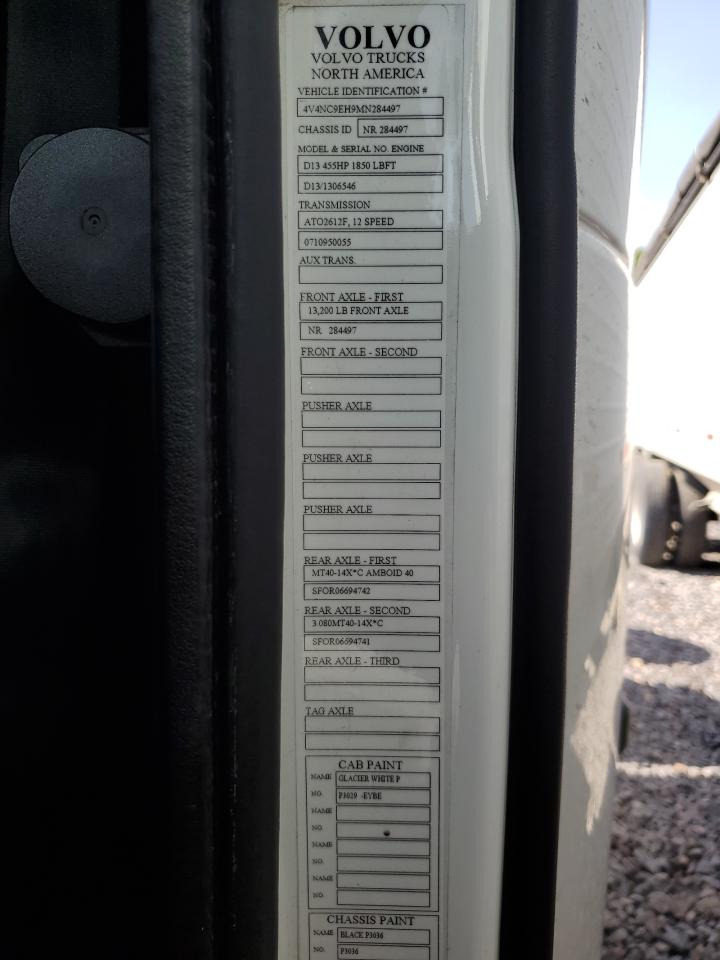 VOLVO
VOLVO TRUCKS
NORTH AMERICA
VEHICLE IDENTIFICATION #
4V4NC9EH9MN284497
CHASSIS ID NR 284497
MODEL & SERIAL NO. ENGINE
D13 455HP 1850 LBFT
D13/1306546
TRANSMISSION
ATO2612F, 12 SPEED
0710950055
AUX TRANS.
FRONT AXLE - FIRST
13,200 LB FRONT AXLE
NR 284497
FRONT AXLE - SECOND
PUSHER AXLE
PUSHER AXLE
PUSHER AXLE
REAR AXLE - FIRST
MT40-14X*C AMBOID 40
SFOR06694742
REAR AXLE - SECOND
3.080MT40-14X*C
SFOR06694741
REAR AXLE - THIRD
TAG AXLE
CAB PAINT
NAME GLACIER WHITE P
NO. P3029 -EYBE
NAME
NO.
NAME
NO.
NAME
NO.
CHASSIS PAINT
NAME BLACK P3036
NO. P3036